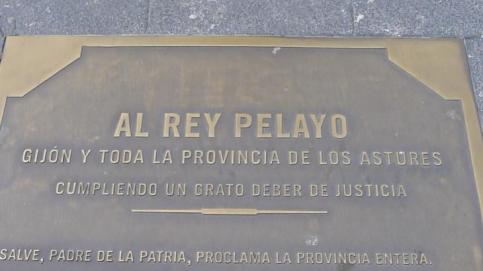 AL REY PELAYO
GIJÓN Y TODA LA PROVINCIA DE LOS ASTURES
CUMPLIENDO UN GRATO DEBER DE JUSTICIA
SALVE, PADRE DE LA PATRIA, PROCLAMA LA PROVINCIA ENTERA.